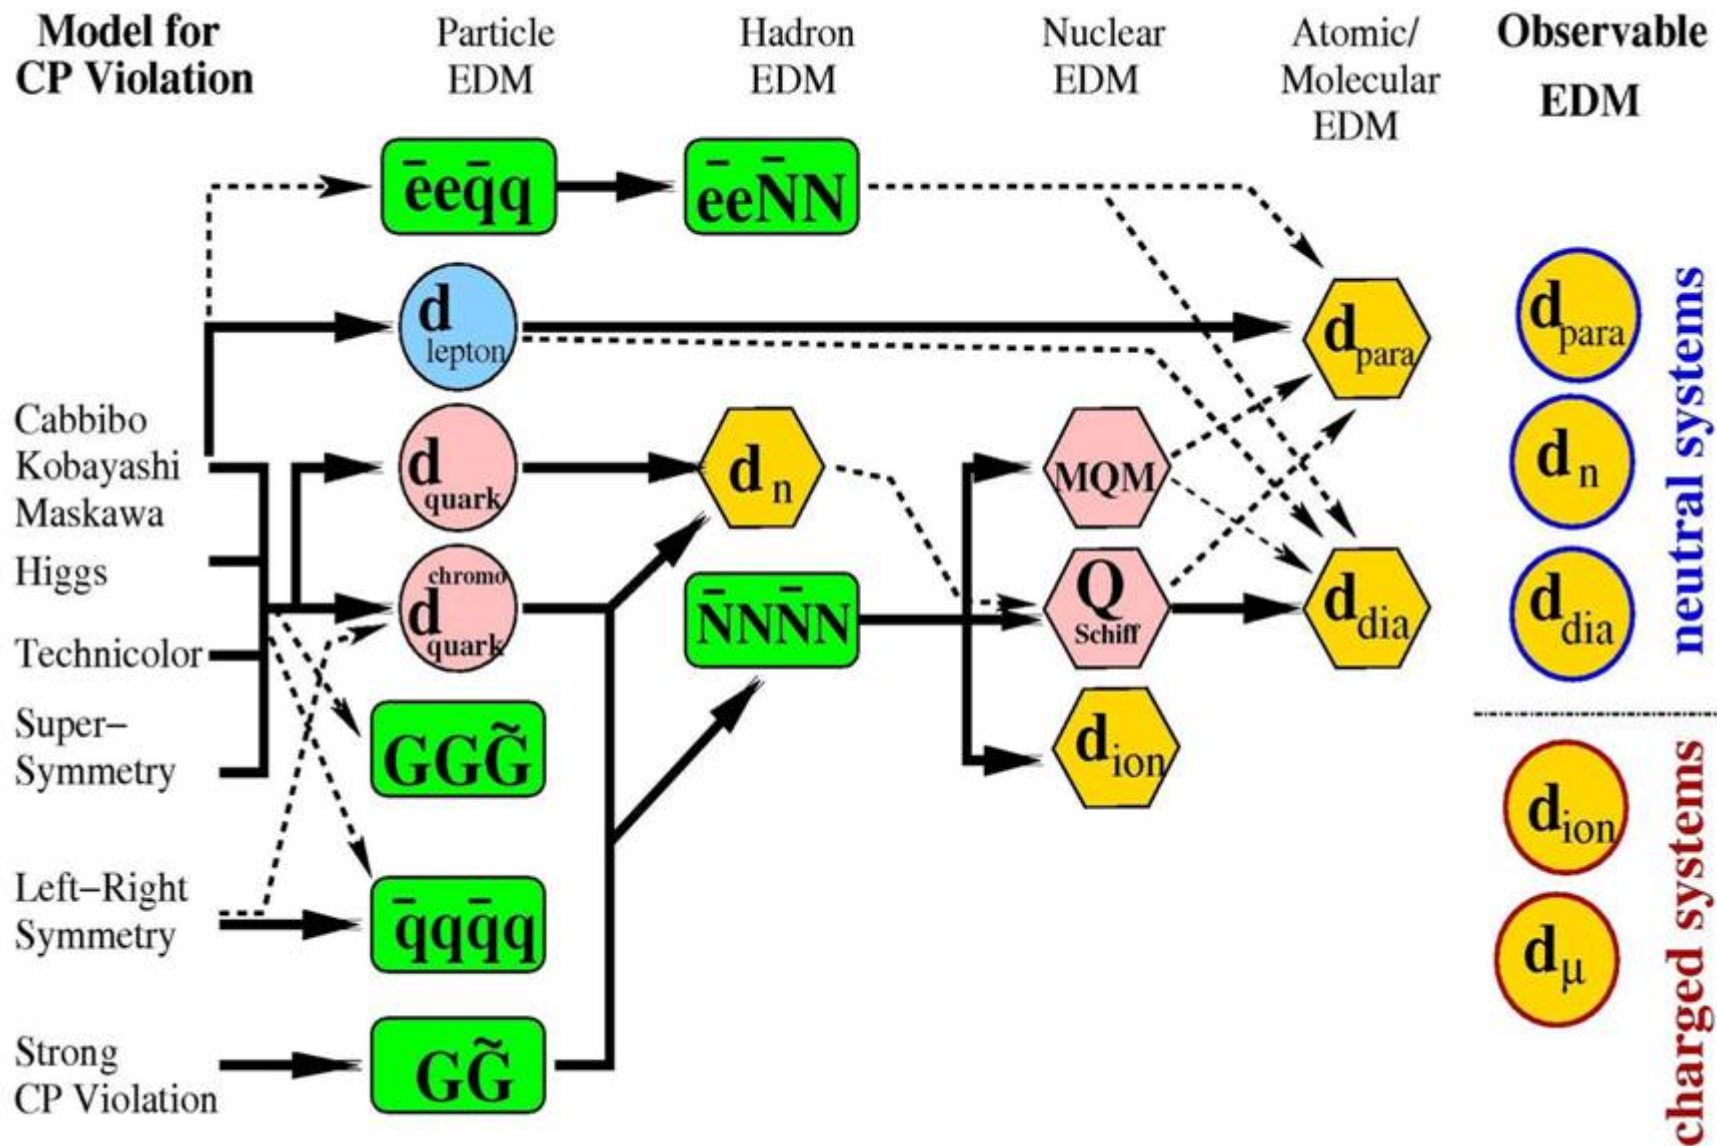 Model for
CP Violation
Particle
EDM
Hadron
EDM
Nuclear
EDM
Atomic/
Molecular
EDM
Observable
EDM
ēeq̄q
ēeN̄N
d lepton
d para
d para
neutral systems
Cabbibo
Kobayashi
Maskawa
d quark
d n
MQM
d n
Higgs
chromo
d quark
N̄NN̄N
Q
Schiff
d dia
d dia
Technicolor
Super–
Symmetry
GGG̃
d ion
d ion
charged systems
Left–Right
Symmetry
q̄qq̄q
d μ
Strong
CP Violation
GG̃